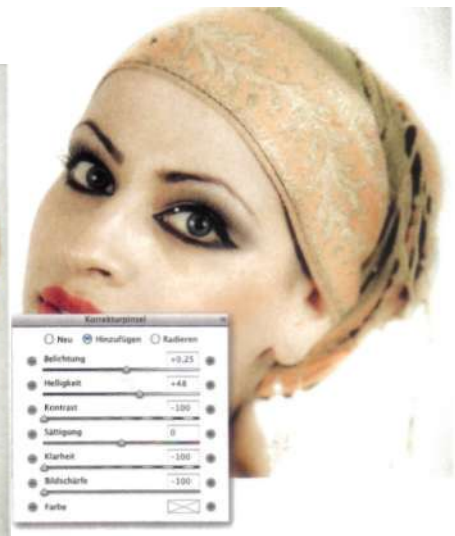 Korrekturpinsel
Neu Hinzufügen Radieren
Belichtung +0,25
Helligkeit +48
Kontrast -100
Sättigung 0
Klarheit -100
Bildschärfe -100
Farbe